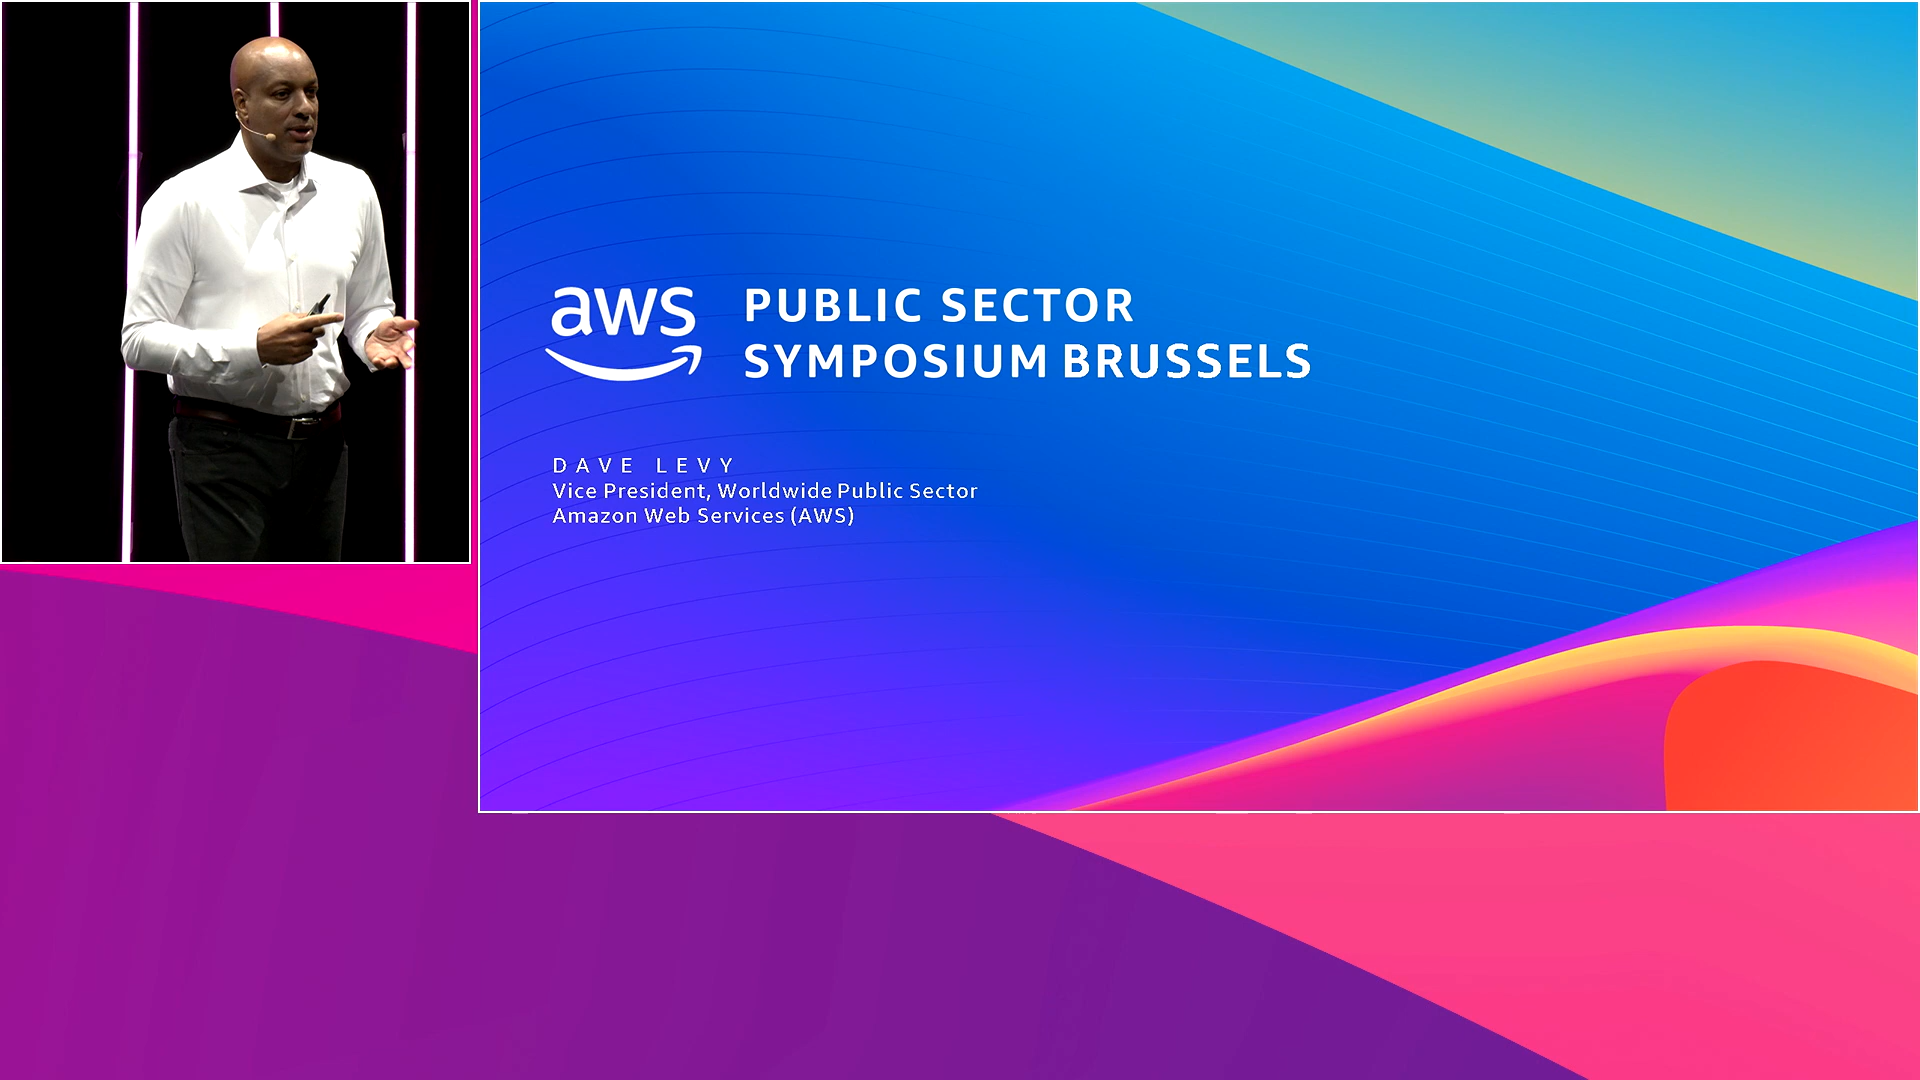 aws
PUBLIC SECTOR
SYMPOSIUM BRUSSELS
DAVE LEVY
Vice President, Worldwide Public Sector
Amazon Web Services (AWS)